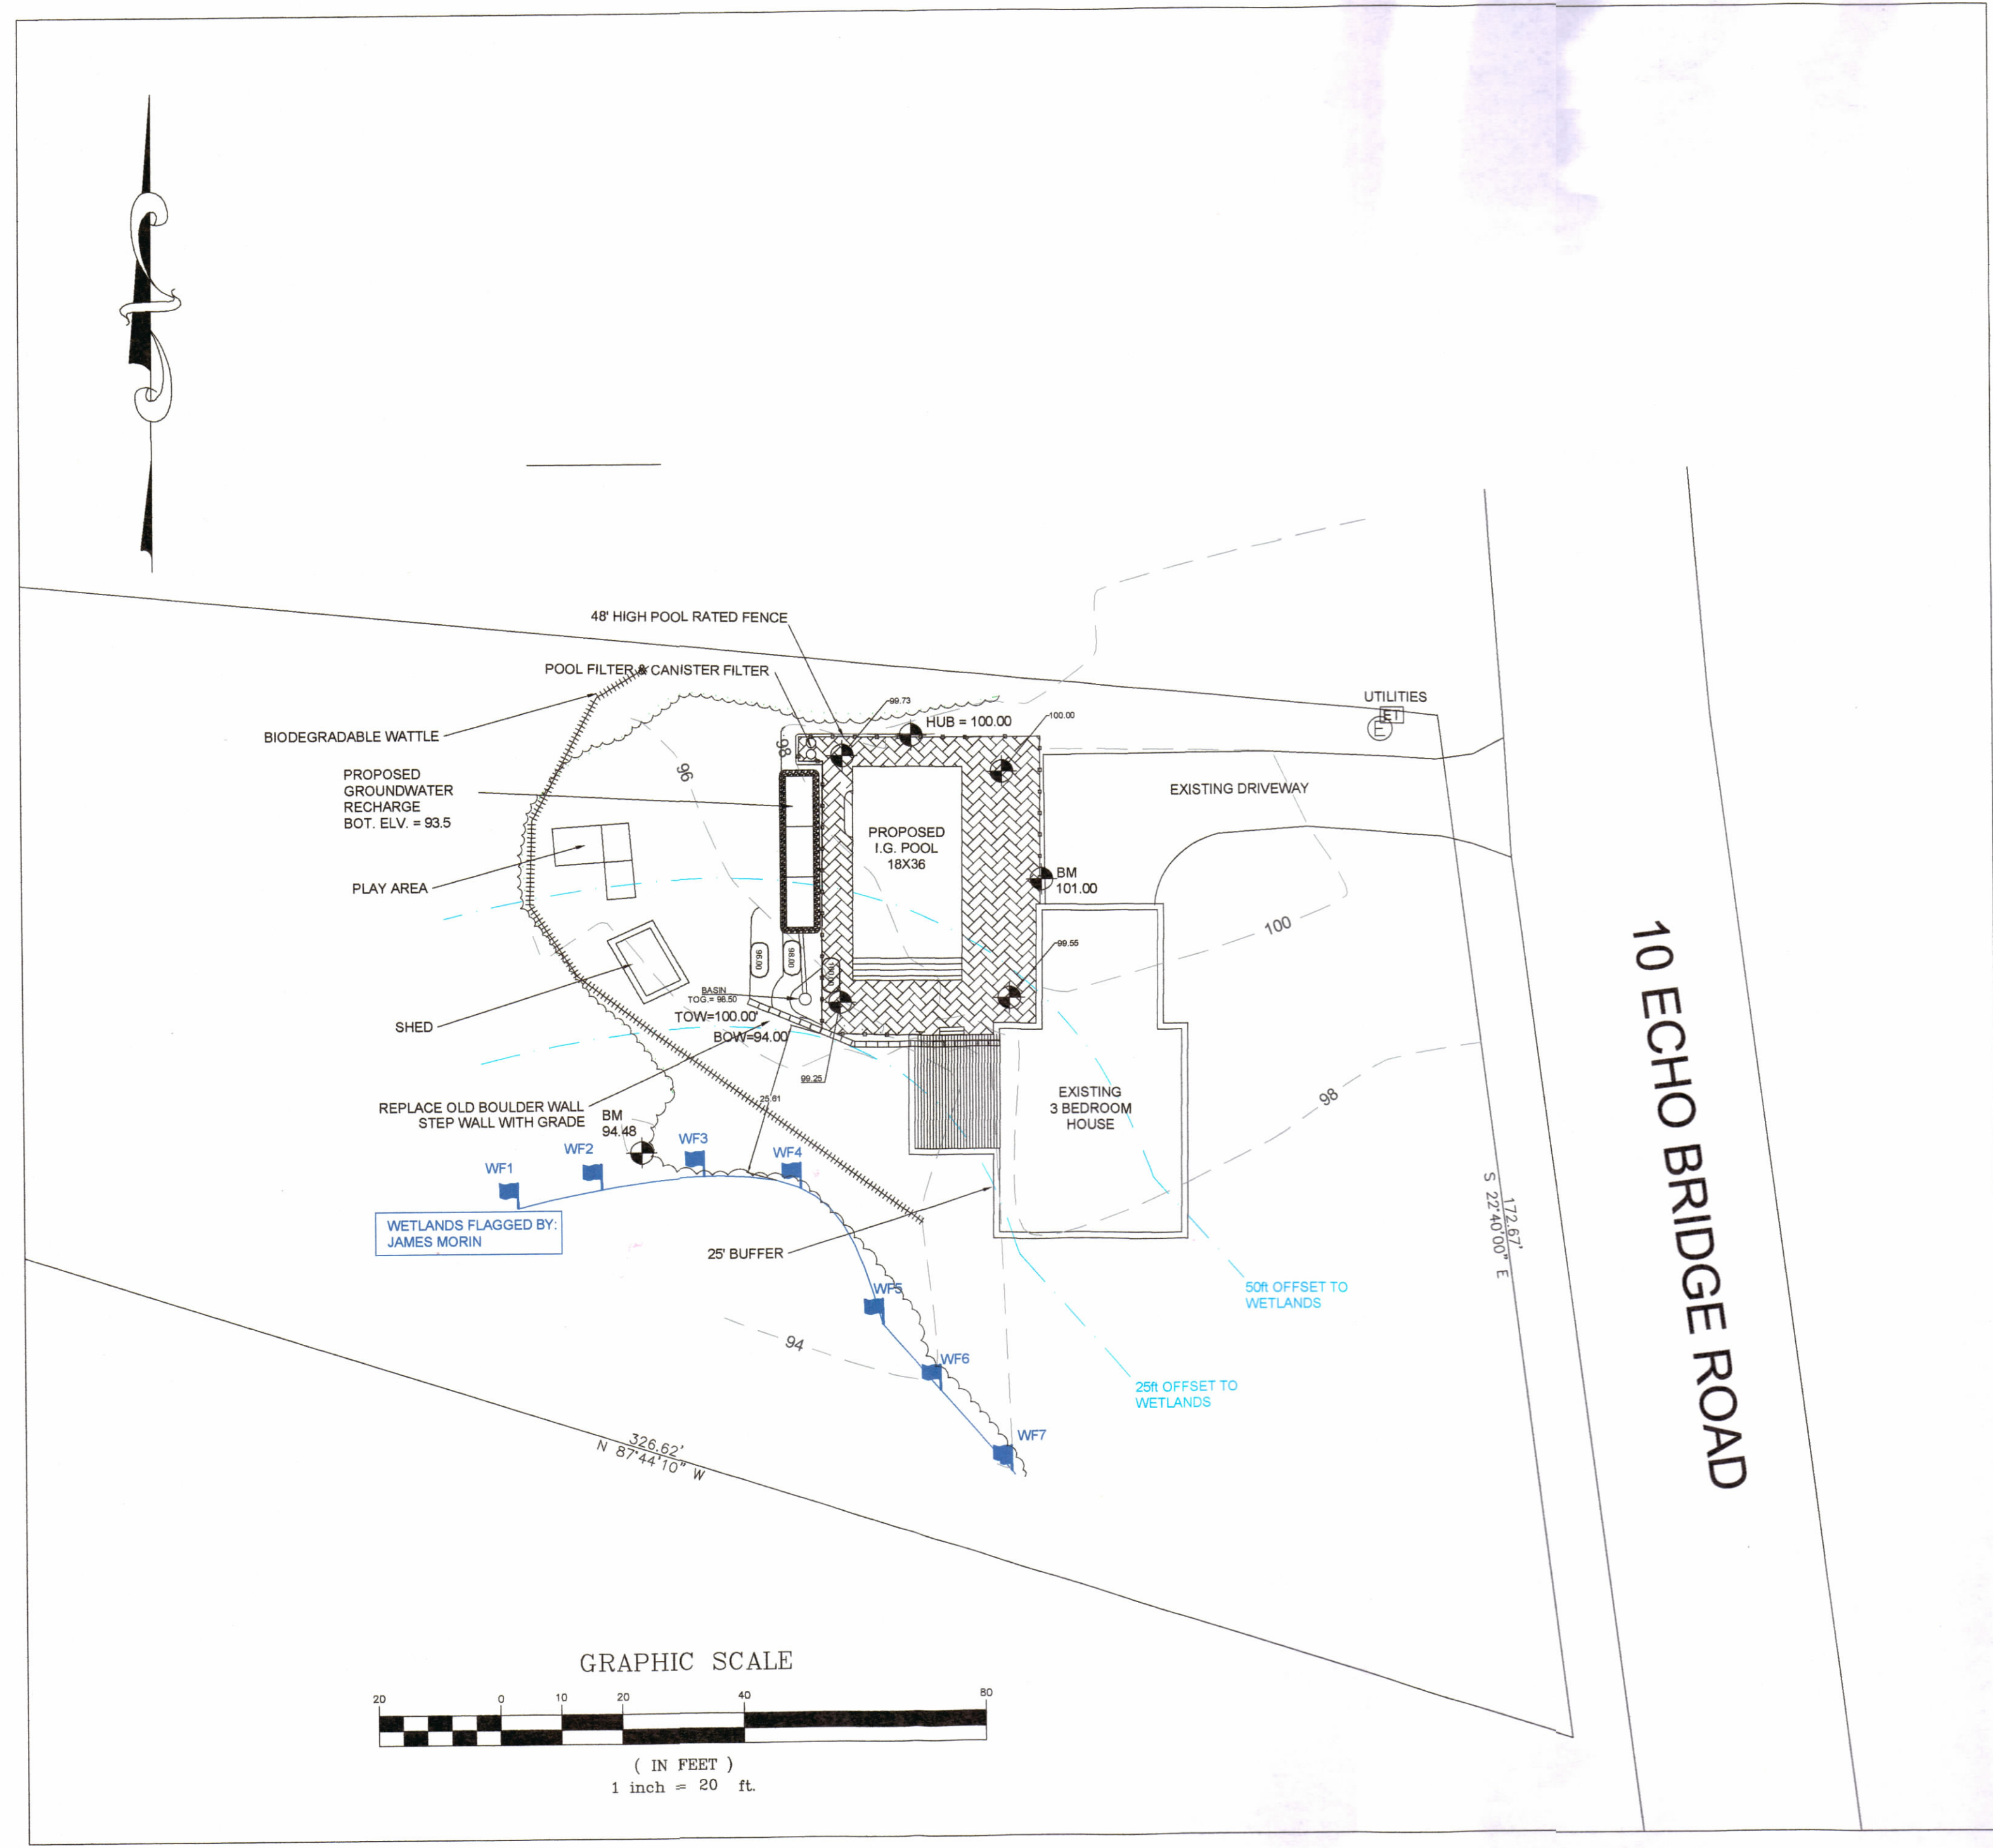 48' HIGH POOL RATED FENCE
POOL FILTER & CANISTER FILTER
UTILITIES
ET
E
99.73
HUB = 100.00
100.00
BIODEGRADABLE WATTLE
98
96
PROPOSED
GROUNDWATER
RECHARGE
BOT. ELV. = 93.5
EXISTING DRIVEWAY
PROPOSED
I.G. POOL
18X36
PLAY AREA
BM
101.00
100
99.55
96.00
98.00
BASIN
TOG.= 98.50
TOW=100.00'
BOW=94.00
SHED
99.25
25.61
REPLACE OLD BOULDER WALL
STEP WALL WITH GRADE
BM
94.48
EXISTING
3 BEDROOM
HOUSE
98
WF1
WF2
WF3
WF4
WETLANDS FLAGGED BY:
JAMES MORIN
25' BUFFER
WF5
WF6
WF7
94
50ft OFFSET TO
WETLANDS
25ft OFFSET TO
WETLANDS
172.67'
S 22°40'00" E
10 ECHO BRIDGE ROAD
326.62'
N 87°44'10" W
GRAPHIC SCALE
20 0 10 20 40 80
( IN FEET )
1 inch = 20 ft.